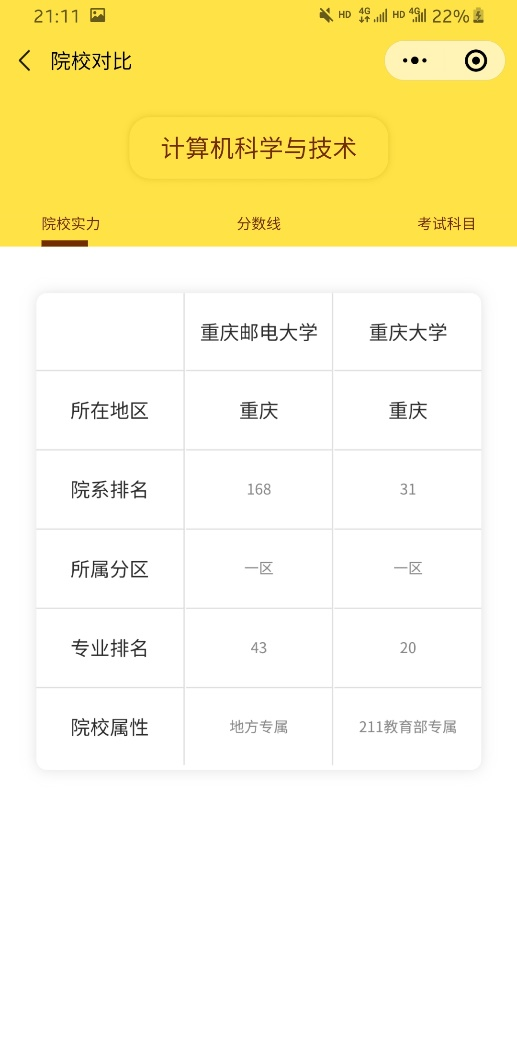 21:11 HD 4G HD 4G 22%
院校对比
计算机科学与技术
院校实力 分数线 考试科目
重庆邮电大学 重庆大学
所在地区 重庆 重庆
院系排名 168 31
所属分区 一区 一区
专业排名 43 20
院校属性 地方专属 211教育部专属